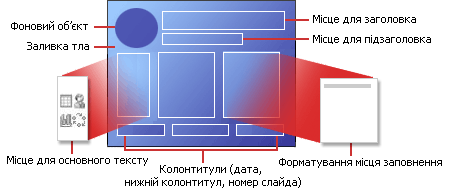 Фоновий об'єкт
Заливка тла
Місце для заголовка
Місце для підзаголовка
Місце для основного тексту
Колонтитули (дата,
нижній колонтитул, номер слайда)
Форматування місця заповнення